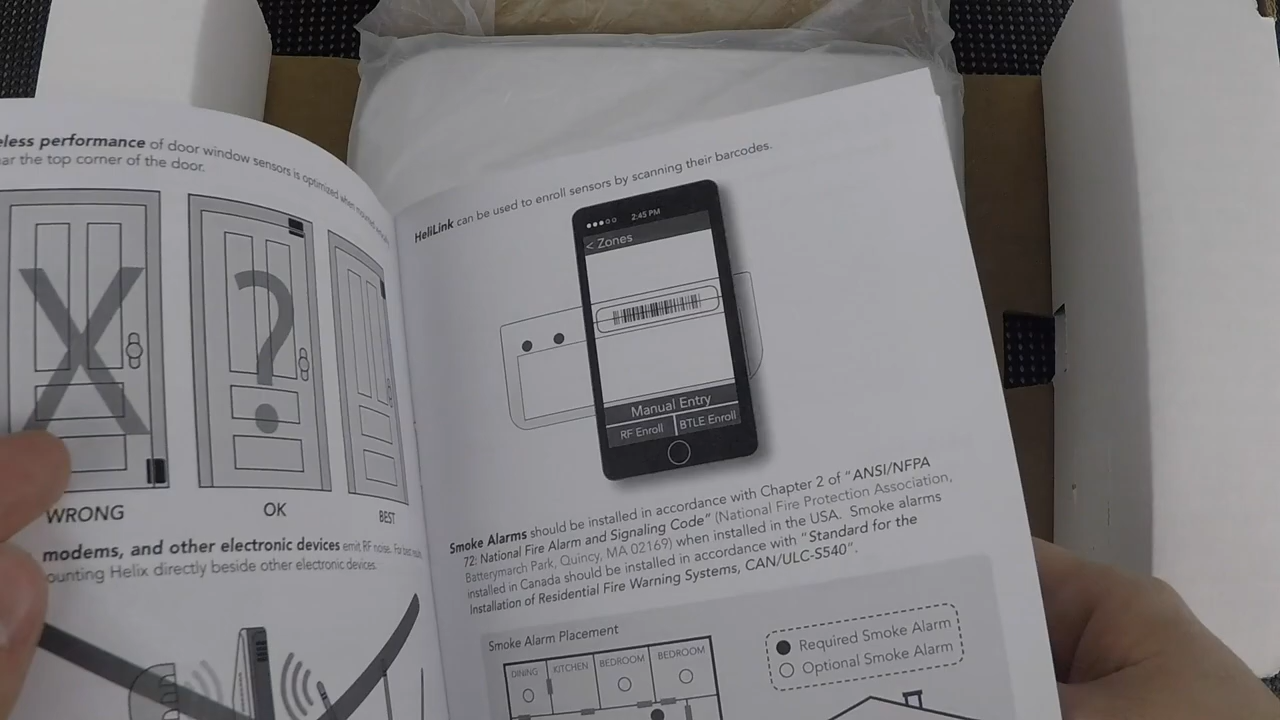 eless performance of door window sensors is optimized when mounted
ar the top corner of the door.
WRONG
OK
BEST
modems, and other electronic devices emit RF noise. For best
ounting Helix directly beside other electronic devices.
HeliLink can be used to enroll sensors by scanning their barcodes.
2:45 PM
< Zones
Manual Entry
RF Enroll
BTLE Enroll
Smoke Alarms should be installed in accordance with Chapter 2 of "ANSI/NFPA
72: National Fire Alarm and Signaling Code" (National Fire Protection Association,
Batterymarch Park, Quincy, MA 02169) when installed in the USA. Smoke alarms
installed in Canada should be installed in accordance with "Standard for the
Installation of Residential Fire Warning Systems, CAN/ULC-S540".
Smoke Alarm Placement
DINING
KITCHEN
BEDROOM
BEDROOM
Required Smoke Alarm
Optional Smoke Alarm